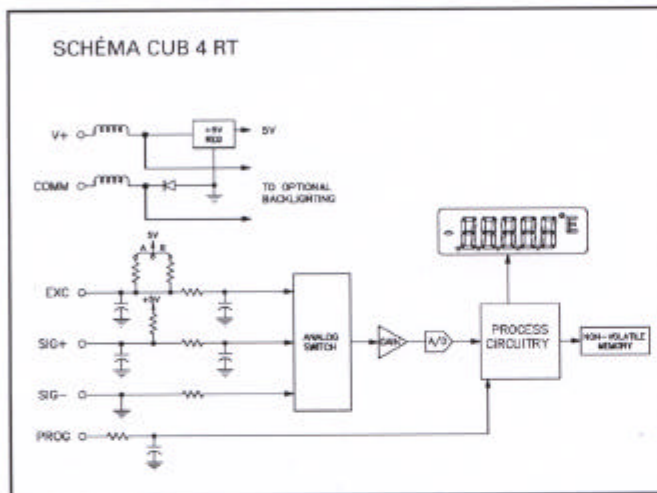 SCHÉMA CUB 4 RT
V+
+5V
REG
5V
COMM
TO OPTIONAL
BACKLIGHTING
5V
A B
EXC
+5V
SIG+
SIG-
PROG
ANALOG
SWITCH
GAIN
A/D
PROCESS
CIRCUITRY
NON-VOLATILE
MEMORY